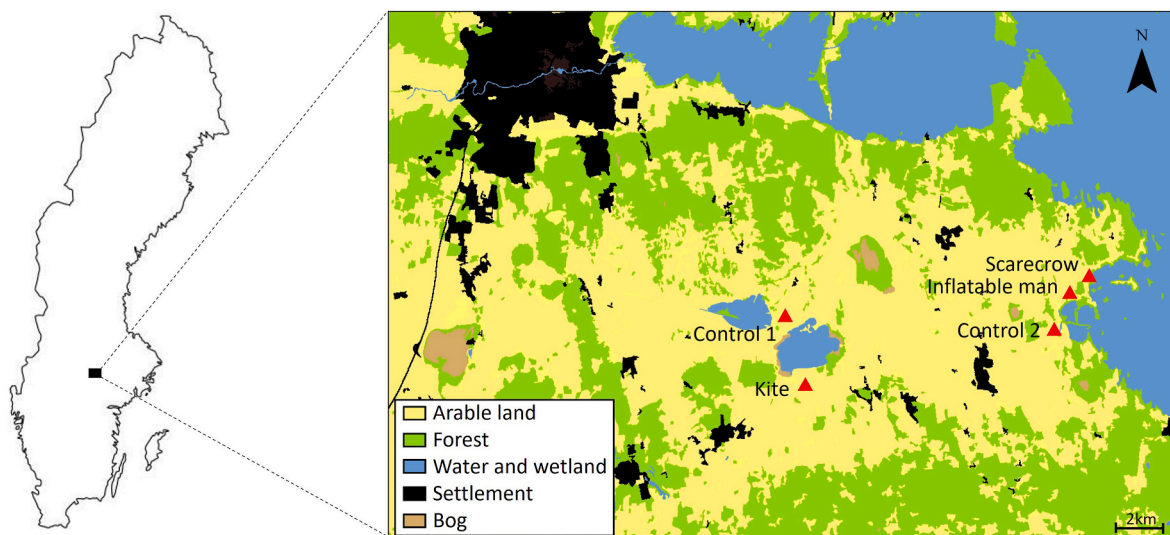 N
Scarecrow
Inflatable man
Control 1
Control 2
Kite
Arable land
Forest
Water and wetland
Settlement
Bog
2km